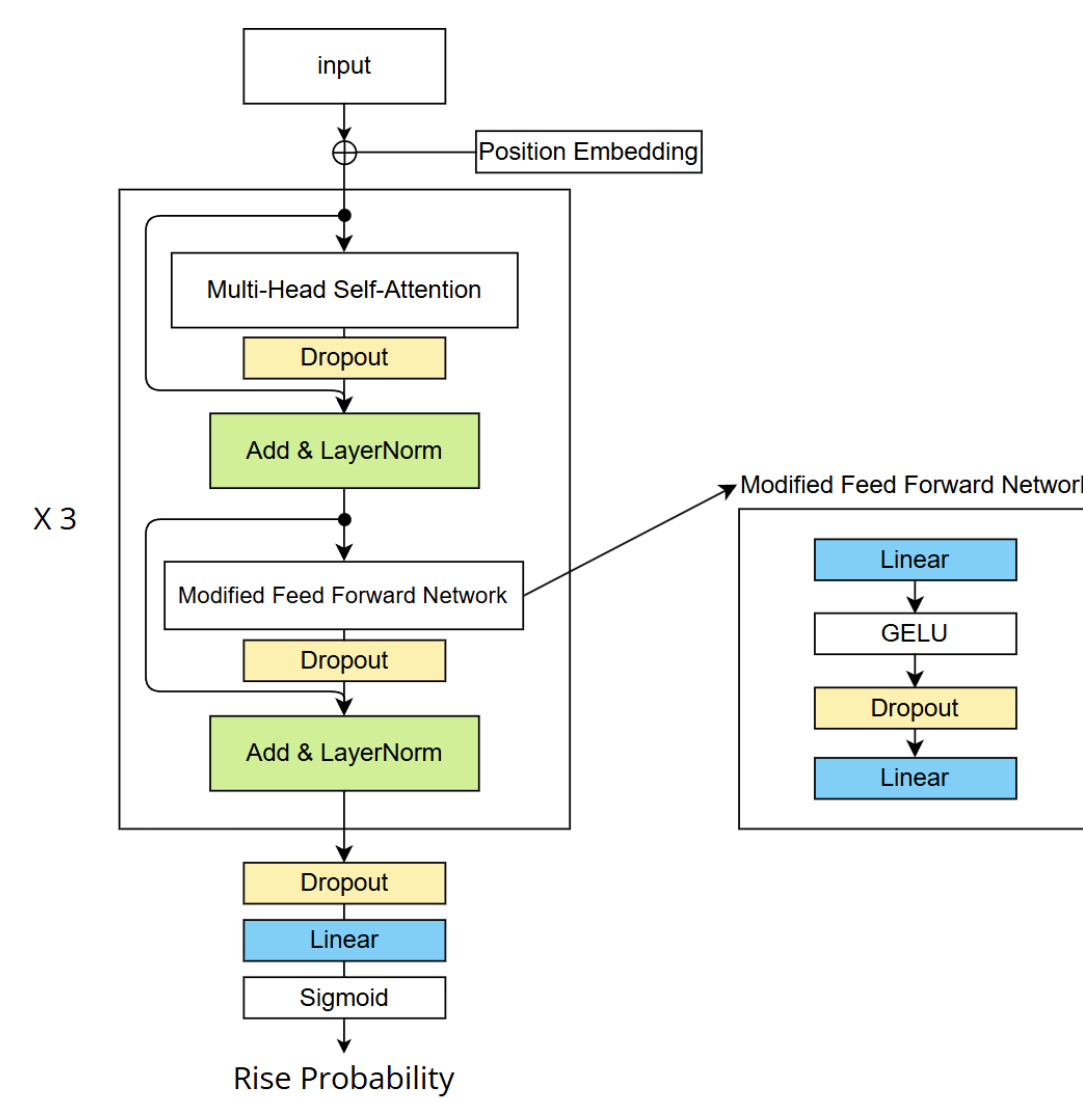 input
Position Embedding
Multi-Head Self-Attention
Dropout
Add & LayerNorm
X 3
Modified Feed Forward Network
Dropout
Add & LayerNorm
Dropout
Linear
Sigmoid
Rise Probability
Modified Feed Forward Network
Linear
GELU
Dropout
Linear